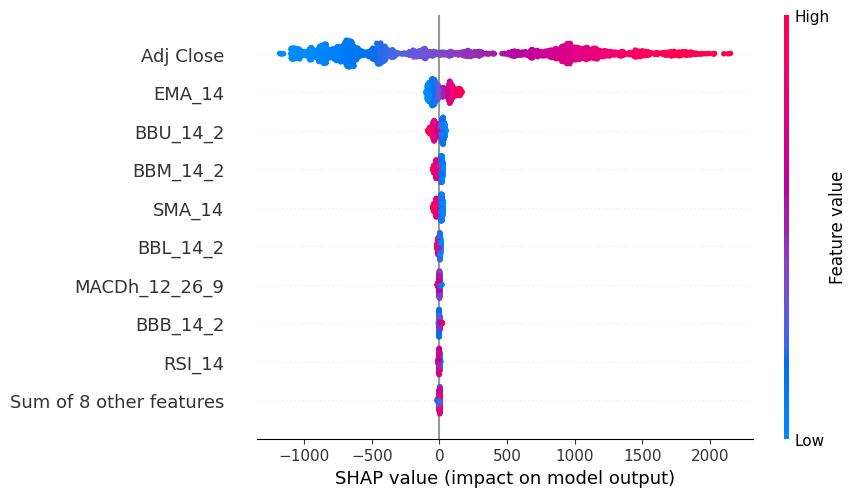 High
Adj Close
EMA_14
BBU_14_2
BBM_14_2
SMA_14
BBL_14_2
MACDh_12_26_9
BBB_14_2
RSI_14
Sum of 8 other features
Feature value
Low
−1000 −500 0 500 1000 1500 2000
SHAP value (impact on model output)